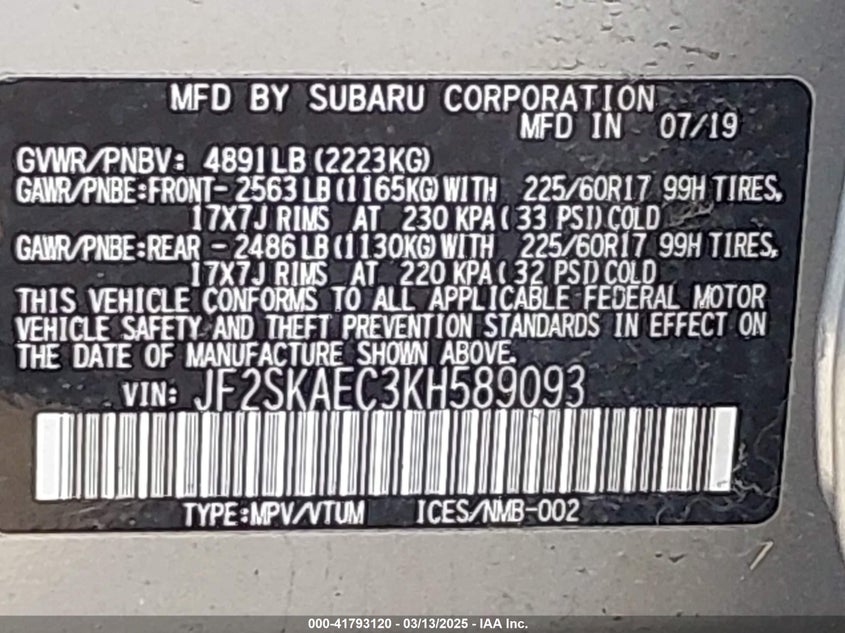 MFD BY SUBARU CORPORATION
MFD IN 07/19
GVWR/PNBV: 4891LB (2223KG)
GAWR/PNBE:FRONT- 2563 LB (1165KG) WITH 225/60R17 99H TIRES,
17X7J RIMS AT 230 KPA( 33 PSI) COLD
GAWR/PNBE:REAR - 2486 LB (1130KG) WITH 225/60R17 99H TIRES,
17X7J RIMS AT 220 KPA( 32 PSI) COLD
THIS VEHICLE CONFORMS TO ALL APPLICABLE FEDERAL MOTOR
VEHICLE SAFETY AND THEFT PREVENTION STANDARDS IN EFFECT ON
THE DATE OF MANUFACTURE SHOWN ABOVE.
VIN: JF2SKAEC3KH589093
TYPE:MPV/VTUM ICES/NMB-002
000-41793120 - 03/13/2025 - IAA Inc.